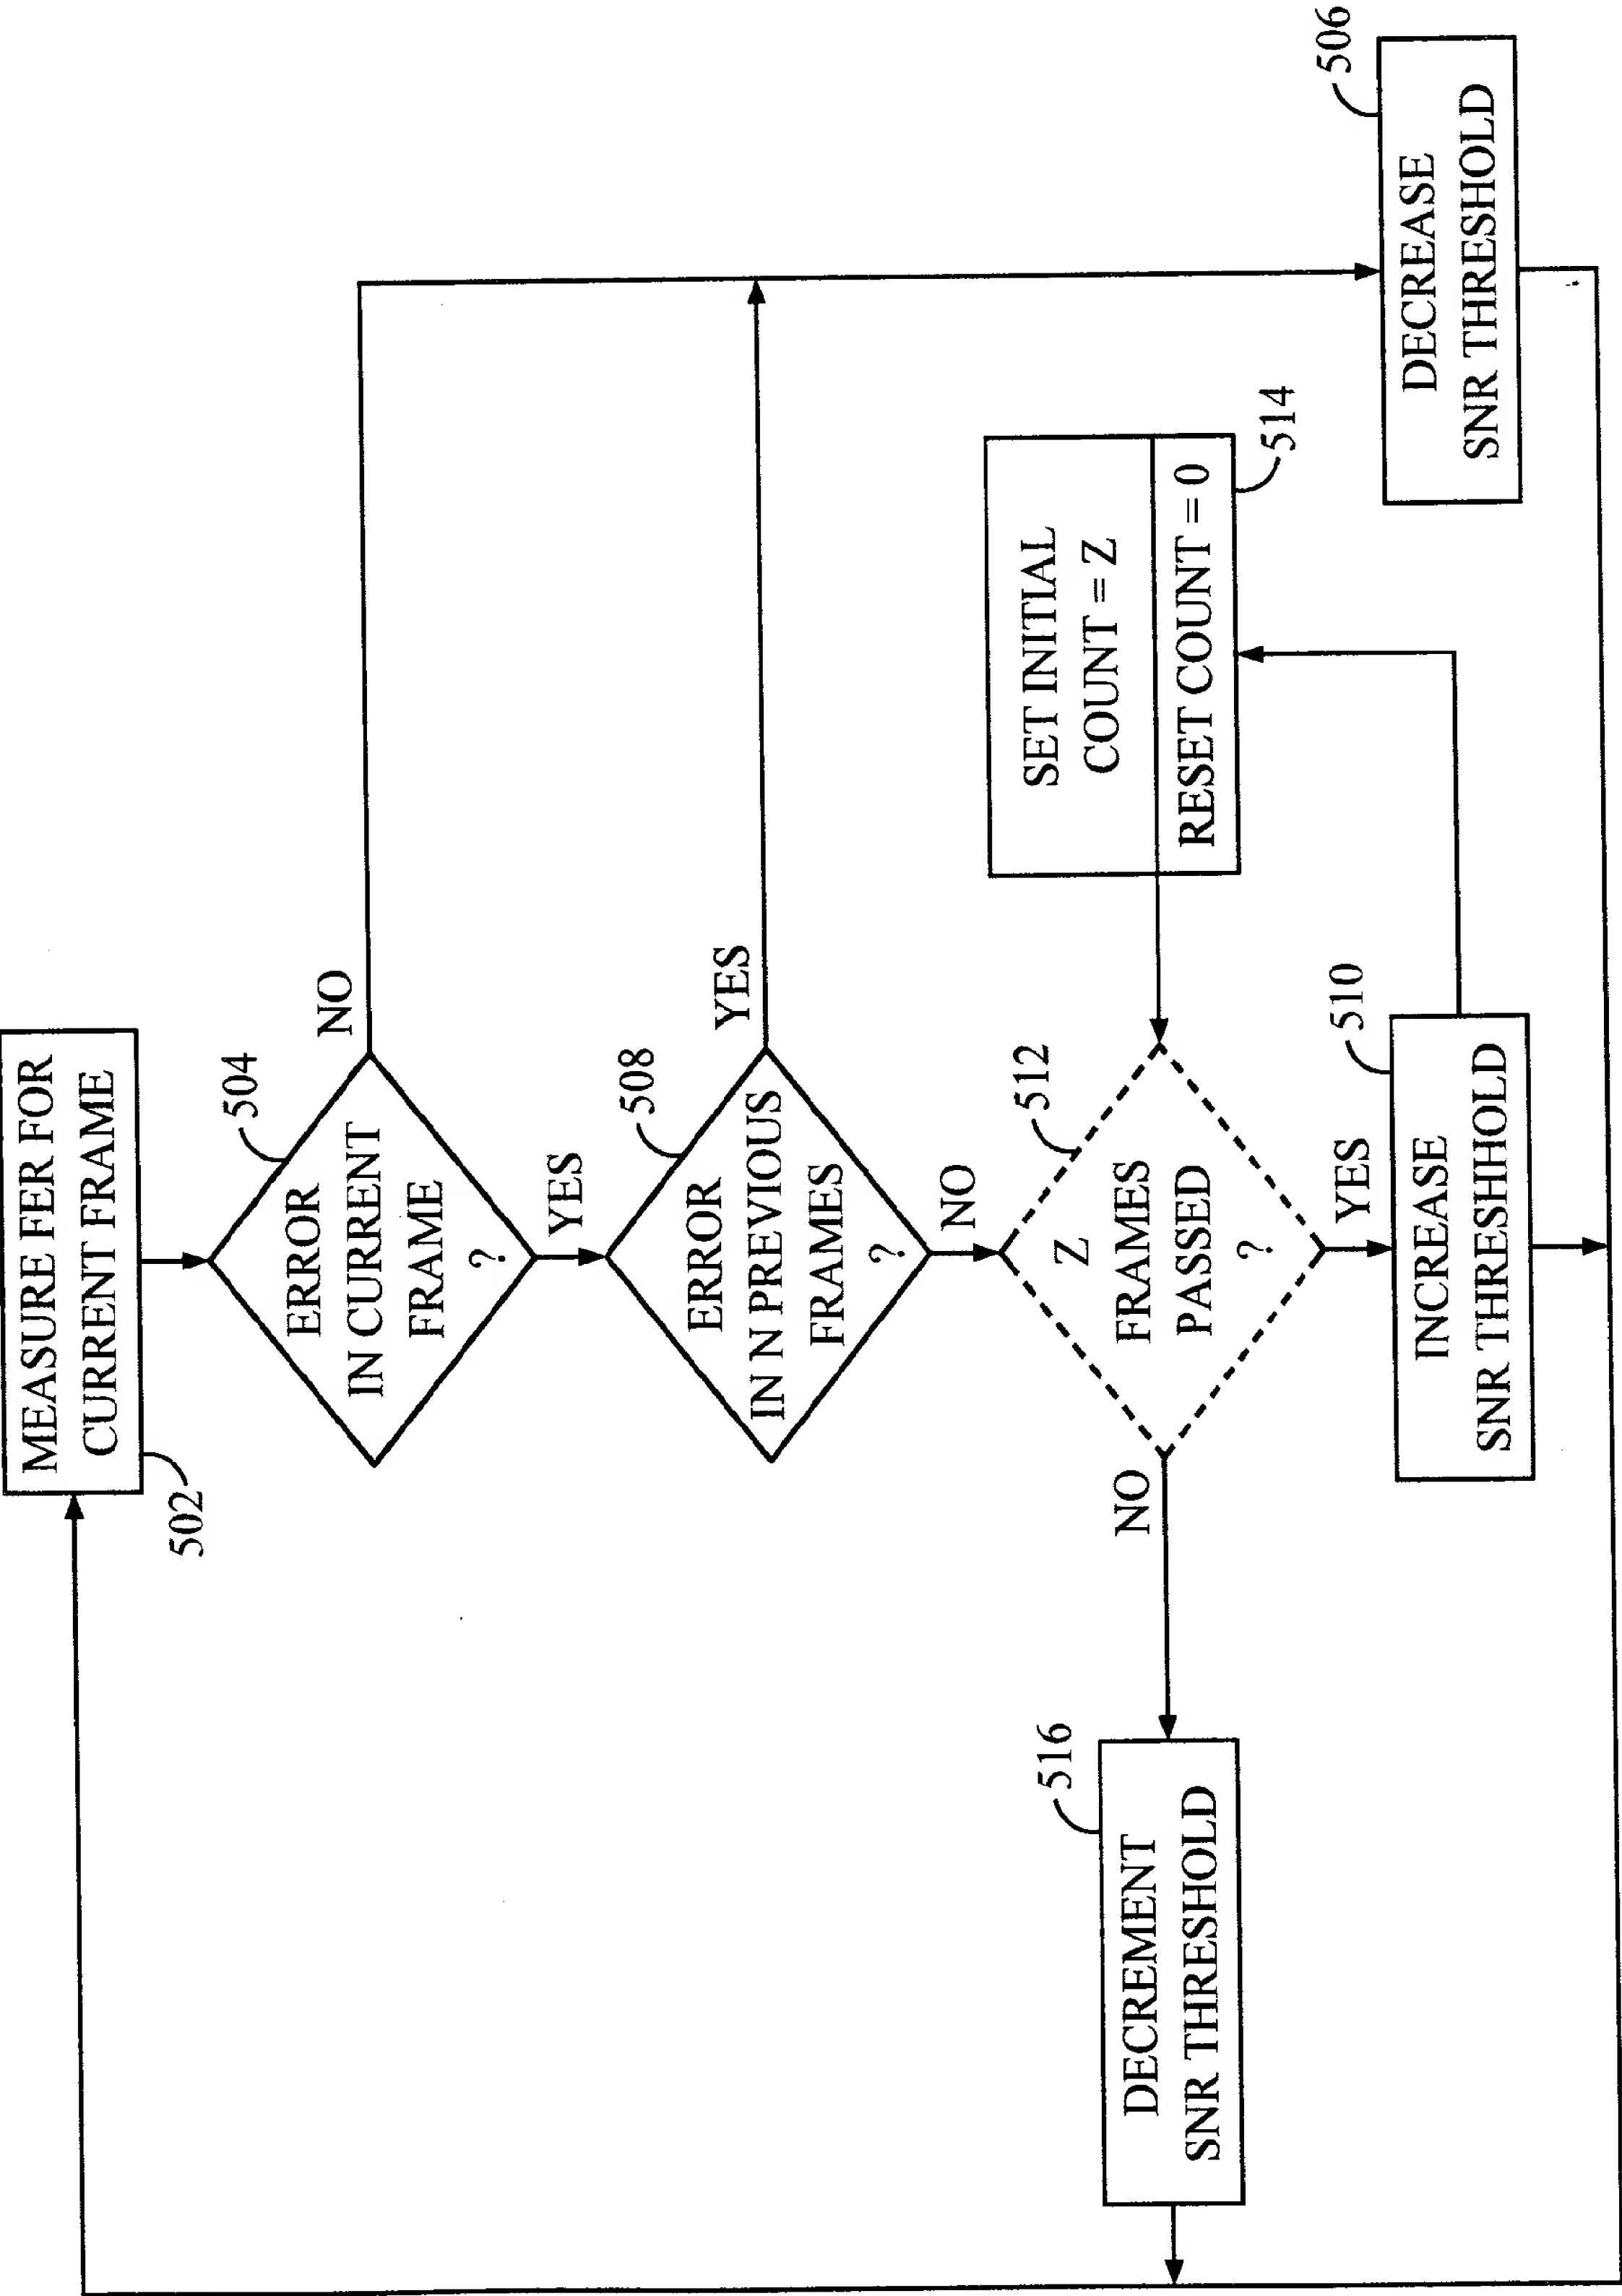 MEASURE FER FOR
CURRENT FRAME
502
504
ERROR
IN CURRENT
FRAME
?
NO
YES
508
ERROR
IN N PREVIOUS
FRAMES
?
YES
NO
512
Z
FRAMES
PASSED
?
NO
YES
SET INITIAL
COUNT = Z
RESET COUNT = 0
514
516
DECREMENT
SNR THRESHOLD
510
INCREASE
SNR THRESHHOLD
506
DECREASE
SNR THRESHOLD